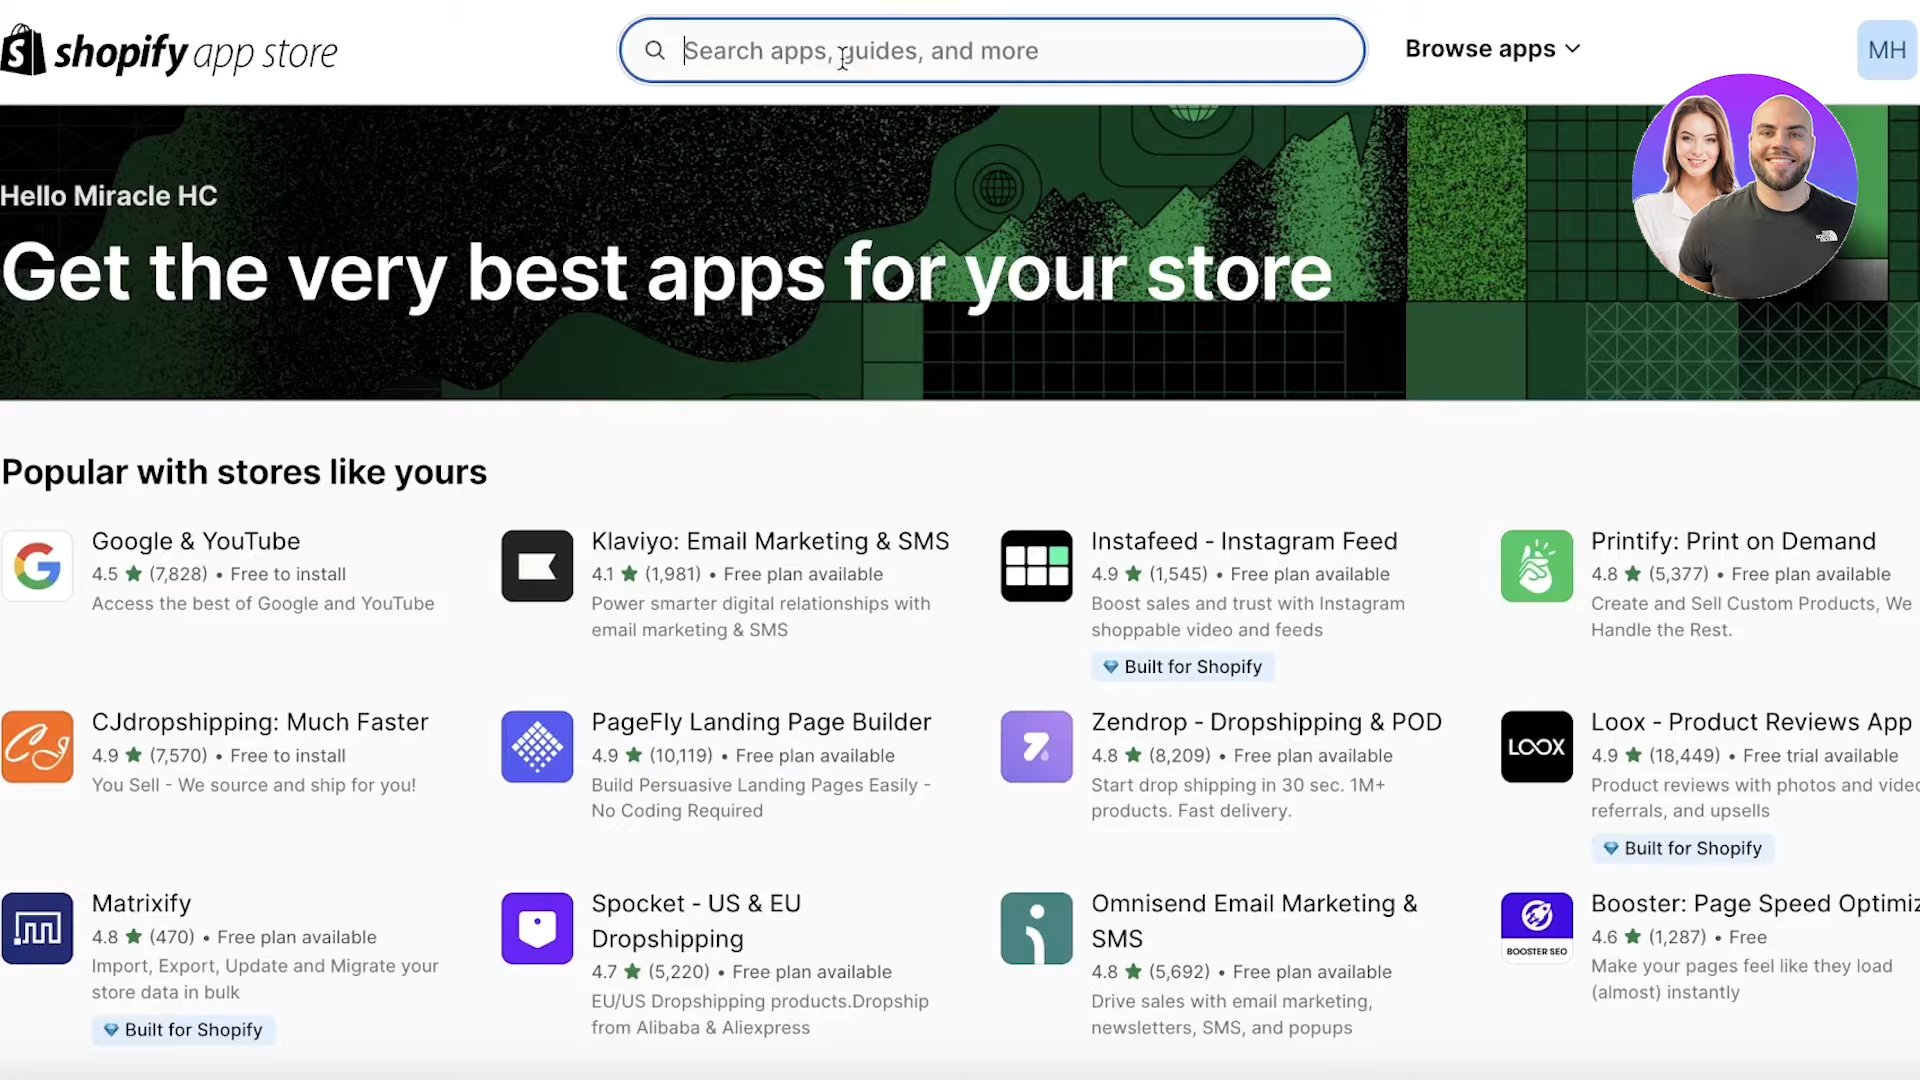 shopify app store
Search apps, guides, and more
Browse apps
MH
Hello Miracle HC
Get the very best apps for your store
Popular with stores like yours
Google & YouTube
4.5 ★ (7,828) • Free to install
Access the best of Google and YouTube
Klaviyo: Email Marketing & SMS
4.1 ★ (1,981) • Free plan available
Power smarter digital relationships with
email marketing & SMS
Instafeed - Instagram Feed
4.9 ★ (1,545) • Free plan available
Boost sales and trust with Instagram
shoppable video and feeds
Built for Shopify
Printify: Print on Demand
4.8 ★ (5,377) • Free plan available
Create and Sell Custom Products, We
Handle the Rest.
CJ
CJdropshipping: Much Faster
4.9 ★ (7,570) • Free to install
You Sell - We source and ship for you!
PageFly Landing Page Builder
4.9 ★ (10,119) • Free plan available
Build Persuasive Landing Pages Easily -
No Coding Required
Zendrop - Dropshipping & POD
4.8 ★ (8,209) • Free plan available
Start drop shipping in 30 sec. 1M+
products. Fast delivery.
LOOX
Loox - Product Reviews App
4.9 ★ (18,449) • Free trial available
Product reviews with photos and video
referrals, and upsells
Built for Shopify
Matrixify
4.8 ★ (470) • Free plan available
Import, Export, Update and Migrate your
store data in bulk
Built for Shopify
Spocket - US & EU
Dropshipping
4.7 ★ (5,220) • Free plan available
EU/US Dropshipping products.Dropship
from Alibaba & Aliexpress
Omnisend Email Marketing &
SMS
4.8 ★ (5,692) • Free plan available
Drive sales with email marketing,
newsletters, SMS, and popups
BOOSTER SEO
Booster: Page Speed Optimiz
4.6 ★ (1,287) • Free
Make your pages feel like they load
(almost) instantly